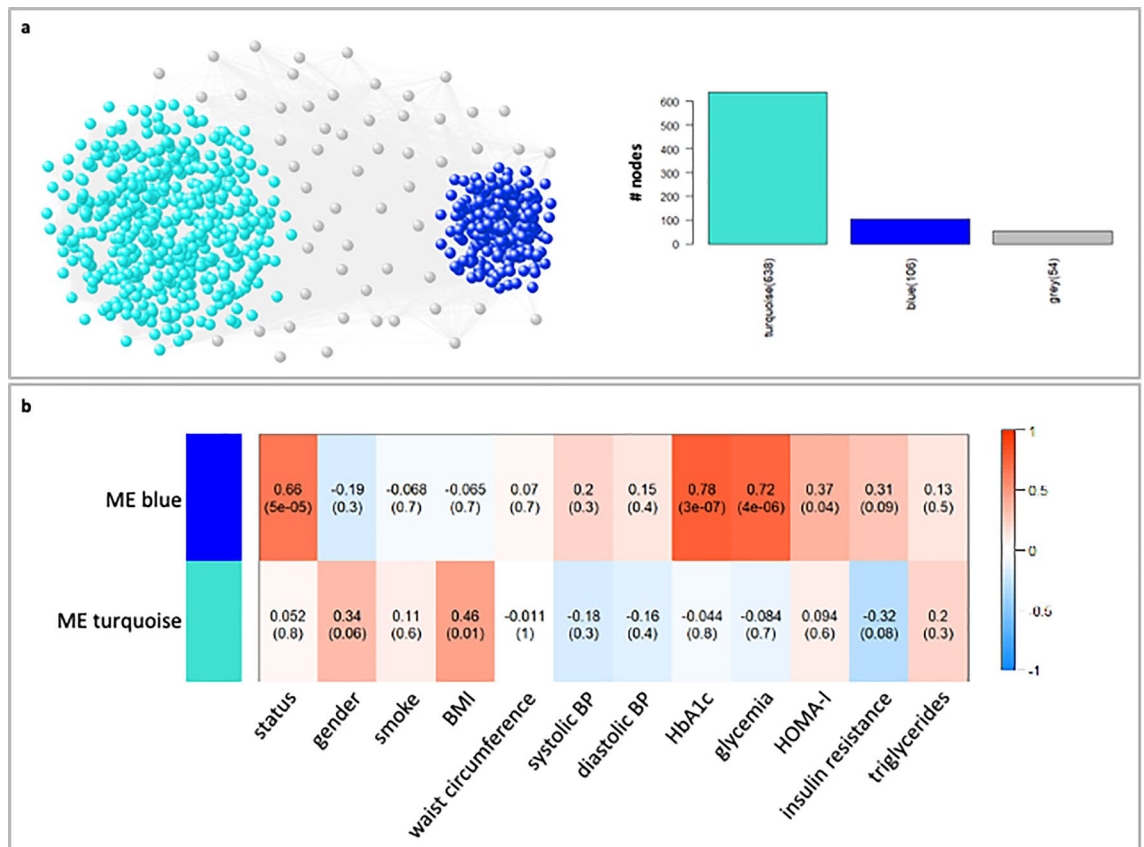 a
# nodes
600
500
400
300
200
100
0
turquoise(638)
blue(106)
grey(54)
b
ME blue
0.66 -0.19 -0.068 -0.065 0.07 0.2 0.15 0.78 0.72 0.37 0.31 0.13
(5e-05) (0.3) (0.7) (0.7) (0.7) (0.3) (0.4) (3e-07) (4e-06) (0.04) (0.09) (0.5)
ME turquoise
0.052 0.34 0.11 0.46 -0.011 -0.18 -0.16 -0.044 -0.084 0.094 -0.32 0.2
(0.8) (0.06) (0.6) (0.01) (1) (0.3) (0.4) (0.8) (0.7) (0.6) (0.08) (0.3)
1
0.5
0
-0.5
-1
status
gender
smoke
BMI
waist circumference
systolic BP
diastolic BP
HbA1c
glycemia
HOMA-I
insulin resistance
triglycerides